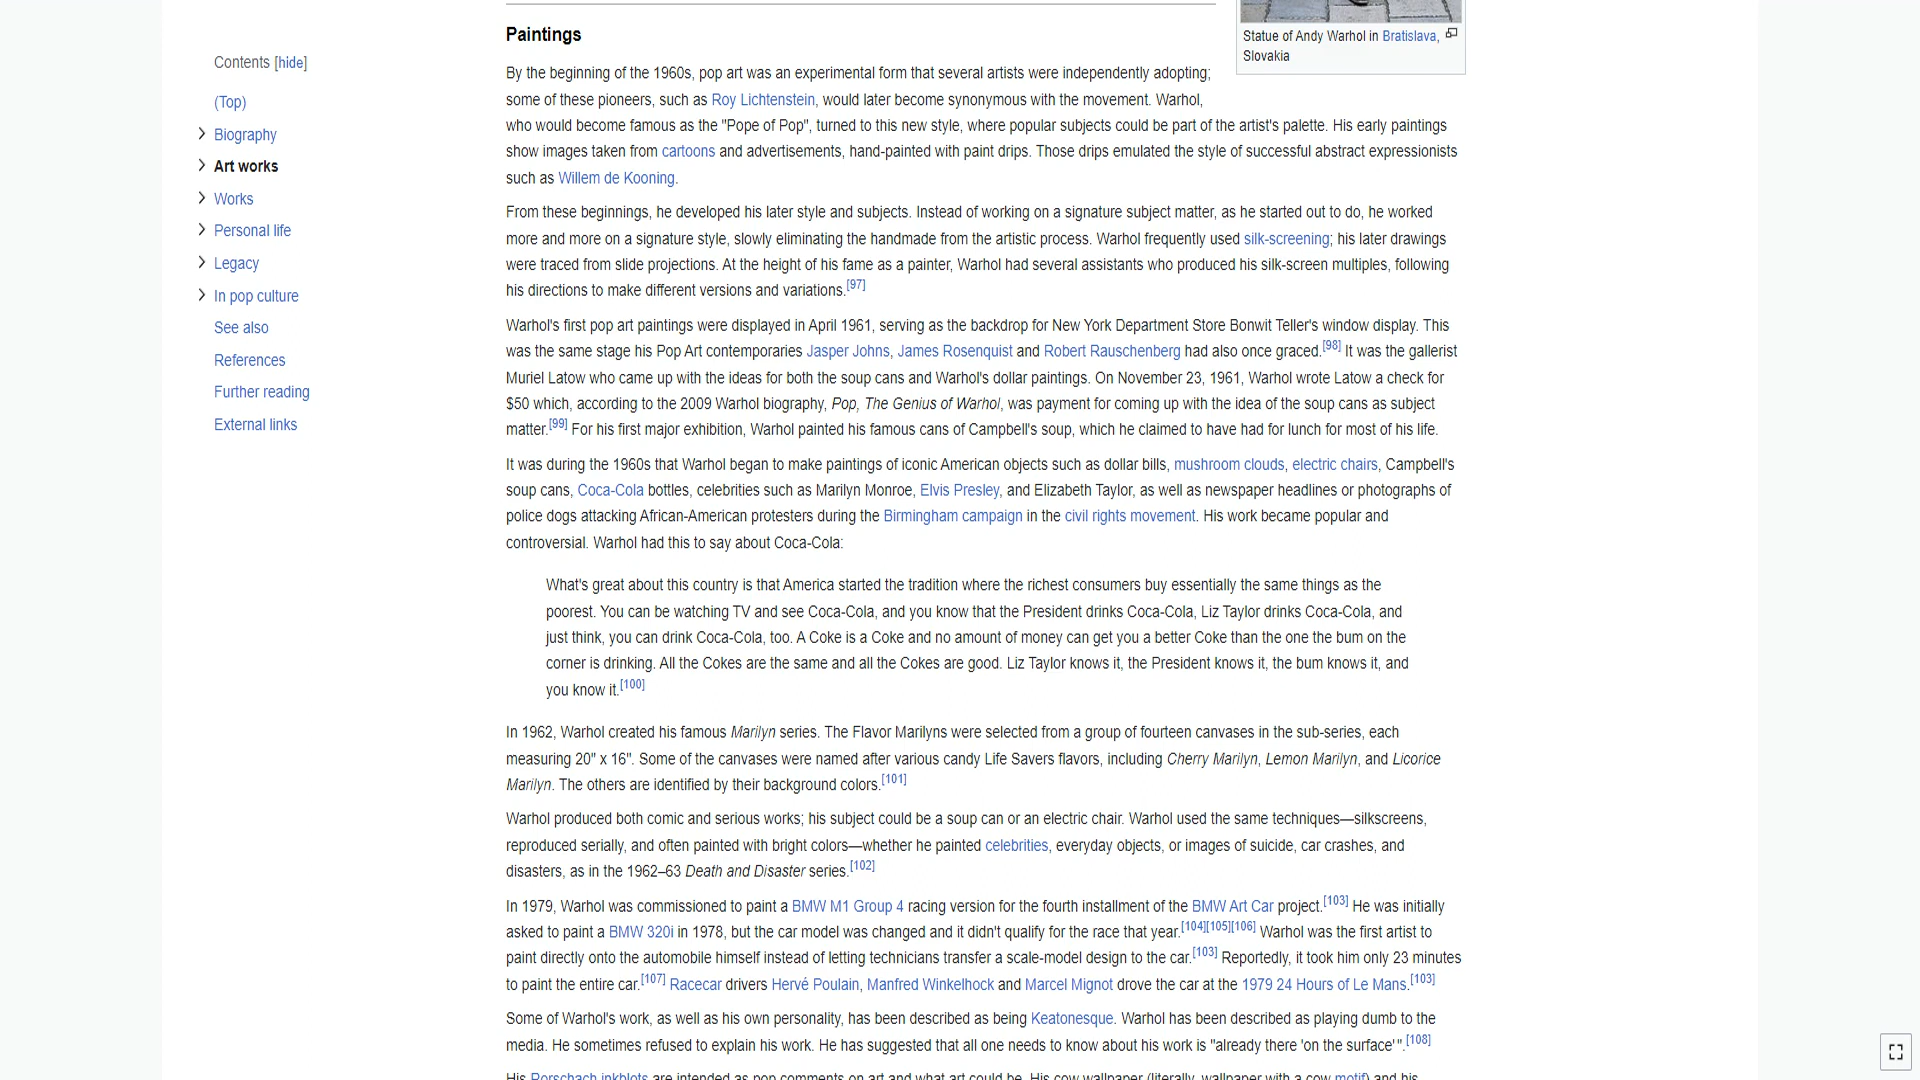 Statue of Andy Warhol in Bratislava,
Slovakia
Contents [hide]
(Top)
Biography
Art works
Works
Personal life
Legacy
In pop culture
See also
References
Further reading
External links
Paintings
By the beginning of the 1960s, pop art was an experimental form that several artists were independently adopting;
some of these pioneers, such as Roy Lichtenstein, would later become synonymous with the movement. Warhol,
who would become famous as the "Pope of Pop", turned to this new style, where popular subjects could be part of the artist's palette. His early paintings
show images taken from cartoons and advertisements, hand-painted with paint drips. Those drips emulated the style of successful abstract expressionists
such as Willem de Kooning.
From these beginnings, he developed his later style and subjects. Instead of working on a signature subject matter, as he started out to do, he worked
more and more on a signature style, slowly eliminating the handmade from the artistic process. Warhol frequently used silk-screening; his later drawings
were traced from slide projections. At the height of his fame as a painter, Warhol had several assistants who produced his silk-screen multiples, following
his directions to make different versions and variations.[97]
Warhol's first pop art paintings were displayed in April 1961, serving as the backdrop for New York Department Store Bonwit Teller's window display. This
was the same stage his Pop Art contemporaries Jasper Johns, James Rosenquist and Robert Rauschenberg had also once graced.[98] It was the gallerist
Muriel Latow who came up with the ideas for both the soup cans and Warhol's dollar paintings. On November 23, 1961, Warhol wrote Latow a check for
$50 which, according to the 2009 Warhol biography, Pop, The Genius of Warhol, was payment for coming up with the idea of the soup cans as subject
matter.[99] For his first major exhibition, Warhol painted his famous cans of Campbell's soup, which he claimed to have had for lunch for most of his life.
It was during the 1960s that Warhol began to make paintings of iconic American objects such as dollar bills, mushroom clouds, electric chairs, Campbell's
soup cans, Coca-Cola bottles, celebrities such as Marilyn Monroe, Elvis Presley, and Elizabeth Taylor, as well as newspaper headlines or photographs of
police dogs attacking African-American protesters during the Birmingham campaign in the civil rights movement. His work became popular and
controversial. Warhol had this to say about Coca-Cola:
What's great about this country is that America started the tradition where the richest consumers buy essentially the same things as the
poorest. You can be watching TV and see Coca-Cola, and you know that the President drinks Coca-Cola, Liz Taylor drinks Coca-Cola, and
just think, you can drink Coca-Cola, too. A Coke is a Coke and no amount of money can get you a better Coke than the one the bum on the
corner is drinking. All the Cokes are the same and all the Cokes are good. Liz Taylor knows it, the President knows it, the bum knows it, and
you know it.[100]
In 1962, Warhol created his famous Marilyn series. The Flavor Marilyns were selected from a group of fourteen canvases in the sub-series, each
measuring 20" x 16". Some of the canvases were named after various candy Life Savers flavors, including Cherry Marilyn, Lemon Marilyn, and Licorice
Marilyn. The others are identified by their background colors.[101]
Warhol produced both comic and serious works; his subject could be a soup can or an electric chair. Warhol used the same techniques—silkscreens,
reproduced serially, and often painted with bright colors—whether he painted celebrities, everyday objects, or images of suicide, car crashes, and
disasters, as in the 1962–63 Death and Disaster series.[102]
In 1979, Warhol was commissioned to paint a BMW M1 Group 4 racing version for the fourth installment of the BMW Art Car project.[103] He was initially
asked to paint a BMW 320i in 1978, but the car model was changed and it didn't qualify for the race that year.[104][105][106] Warhol was the first artist to
paint directly onto the automobile himself instead of letting technicians transfer a scale-model design to the car.[103] Reportedly, it took him only 23 minutes
to paint the entire car.[107] Racecar drivers Hervé Poulain, Manfred Winkelhock and Marcel Mignot drove the car at the 1979 24 Hours of Le Mans.[103]
Some of Warhol's work, as well as his own personality, has been described as being Keatonesque. Warhol has been described as playing dumb to the
media. He sometimes refused to explain his work. He has suggested that all one needs to know about his work is "already there 'on the surface'".[108]
His Rorschach inkblots are intended as pop comments on art and what art could be. His cow wallpaper (literally, wallpaper with a cow motif) and his